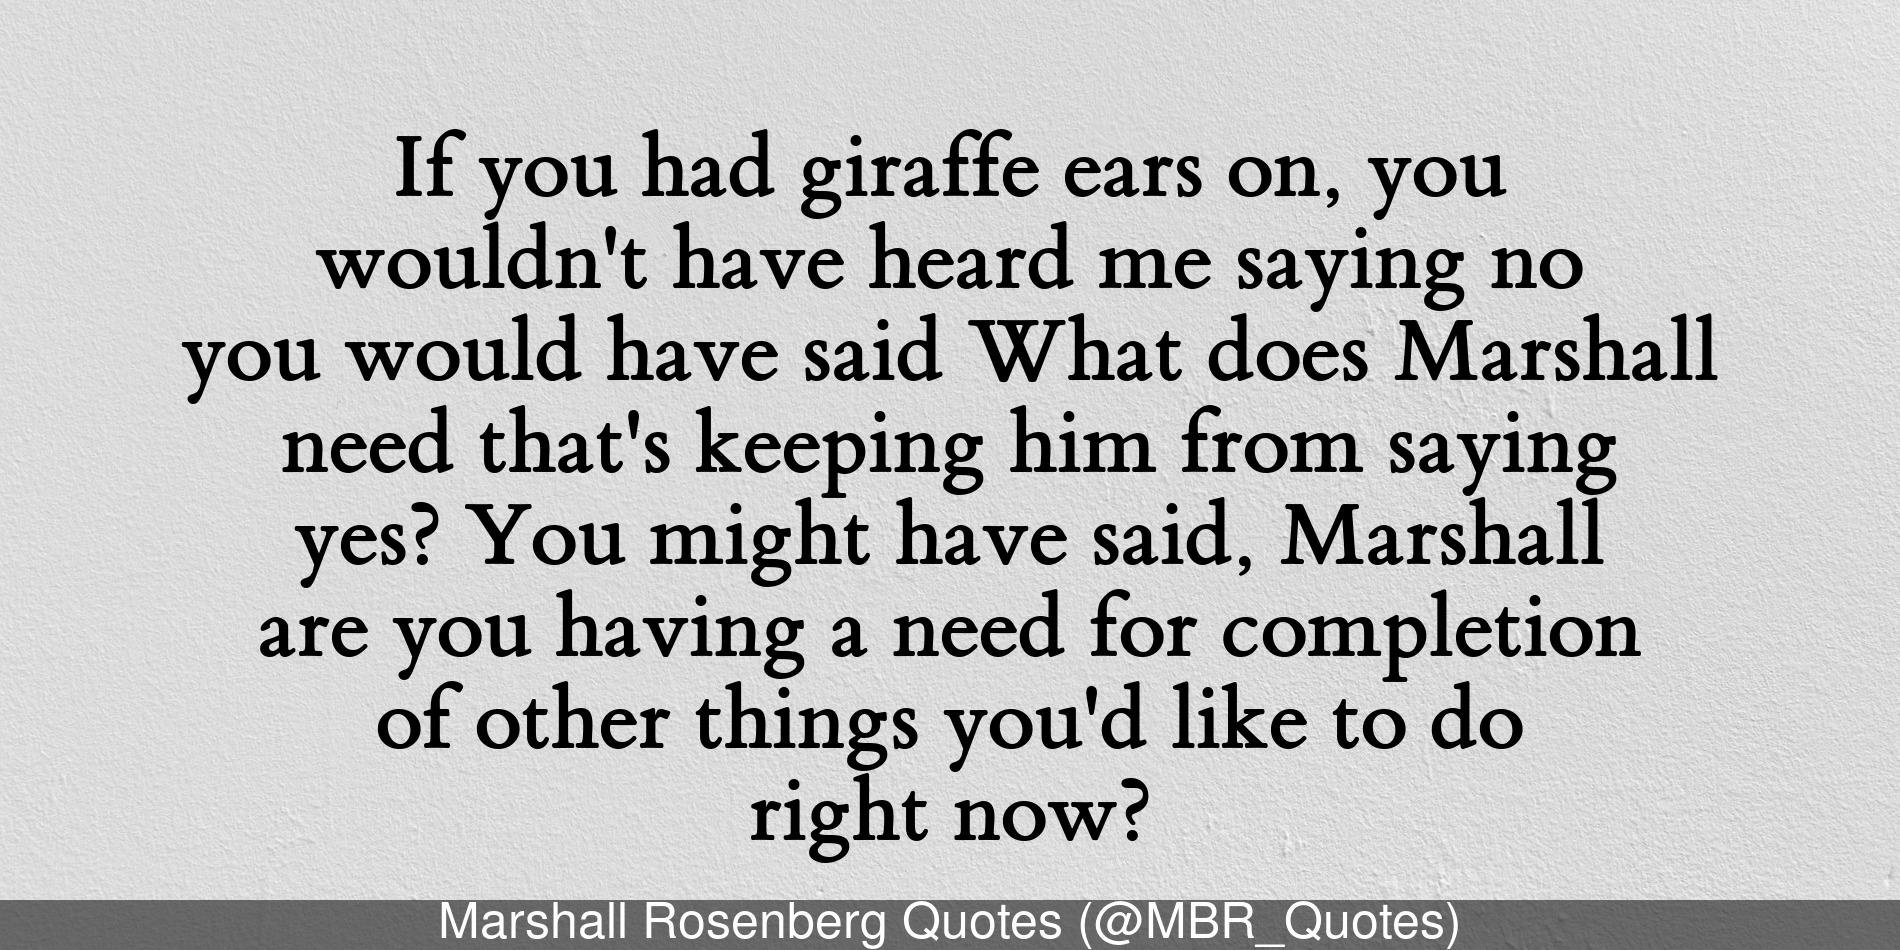 If you had giraffe ears on, you
wouldn't have heard me saying no
you would have said What does Marshall
need that's keeping him from saying
yes? You might have said, Marshall
are you having a need for completion
of other things you'd like to do
right now?
Marshall Rosenberg Quotes (@MBR_Quotes)